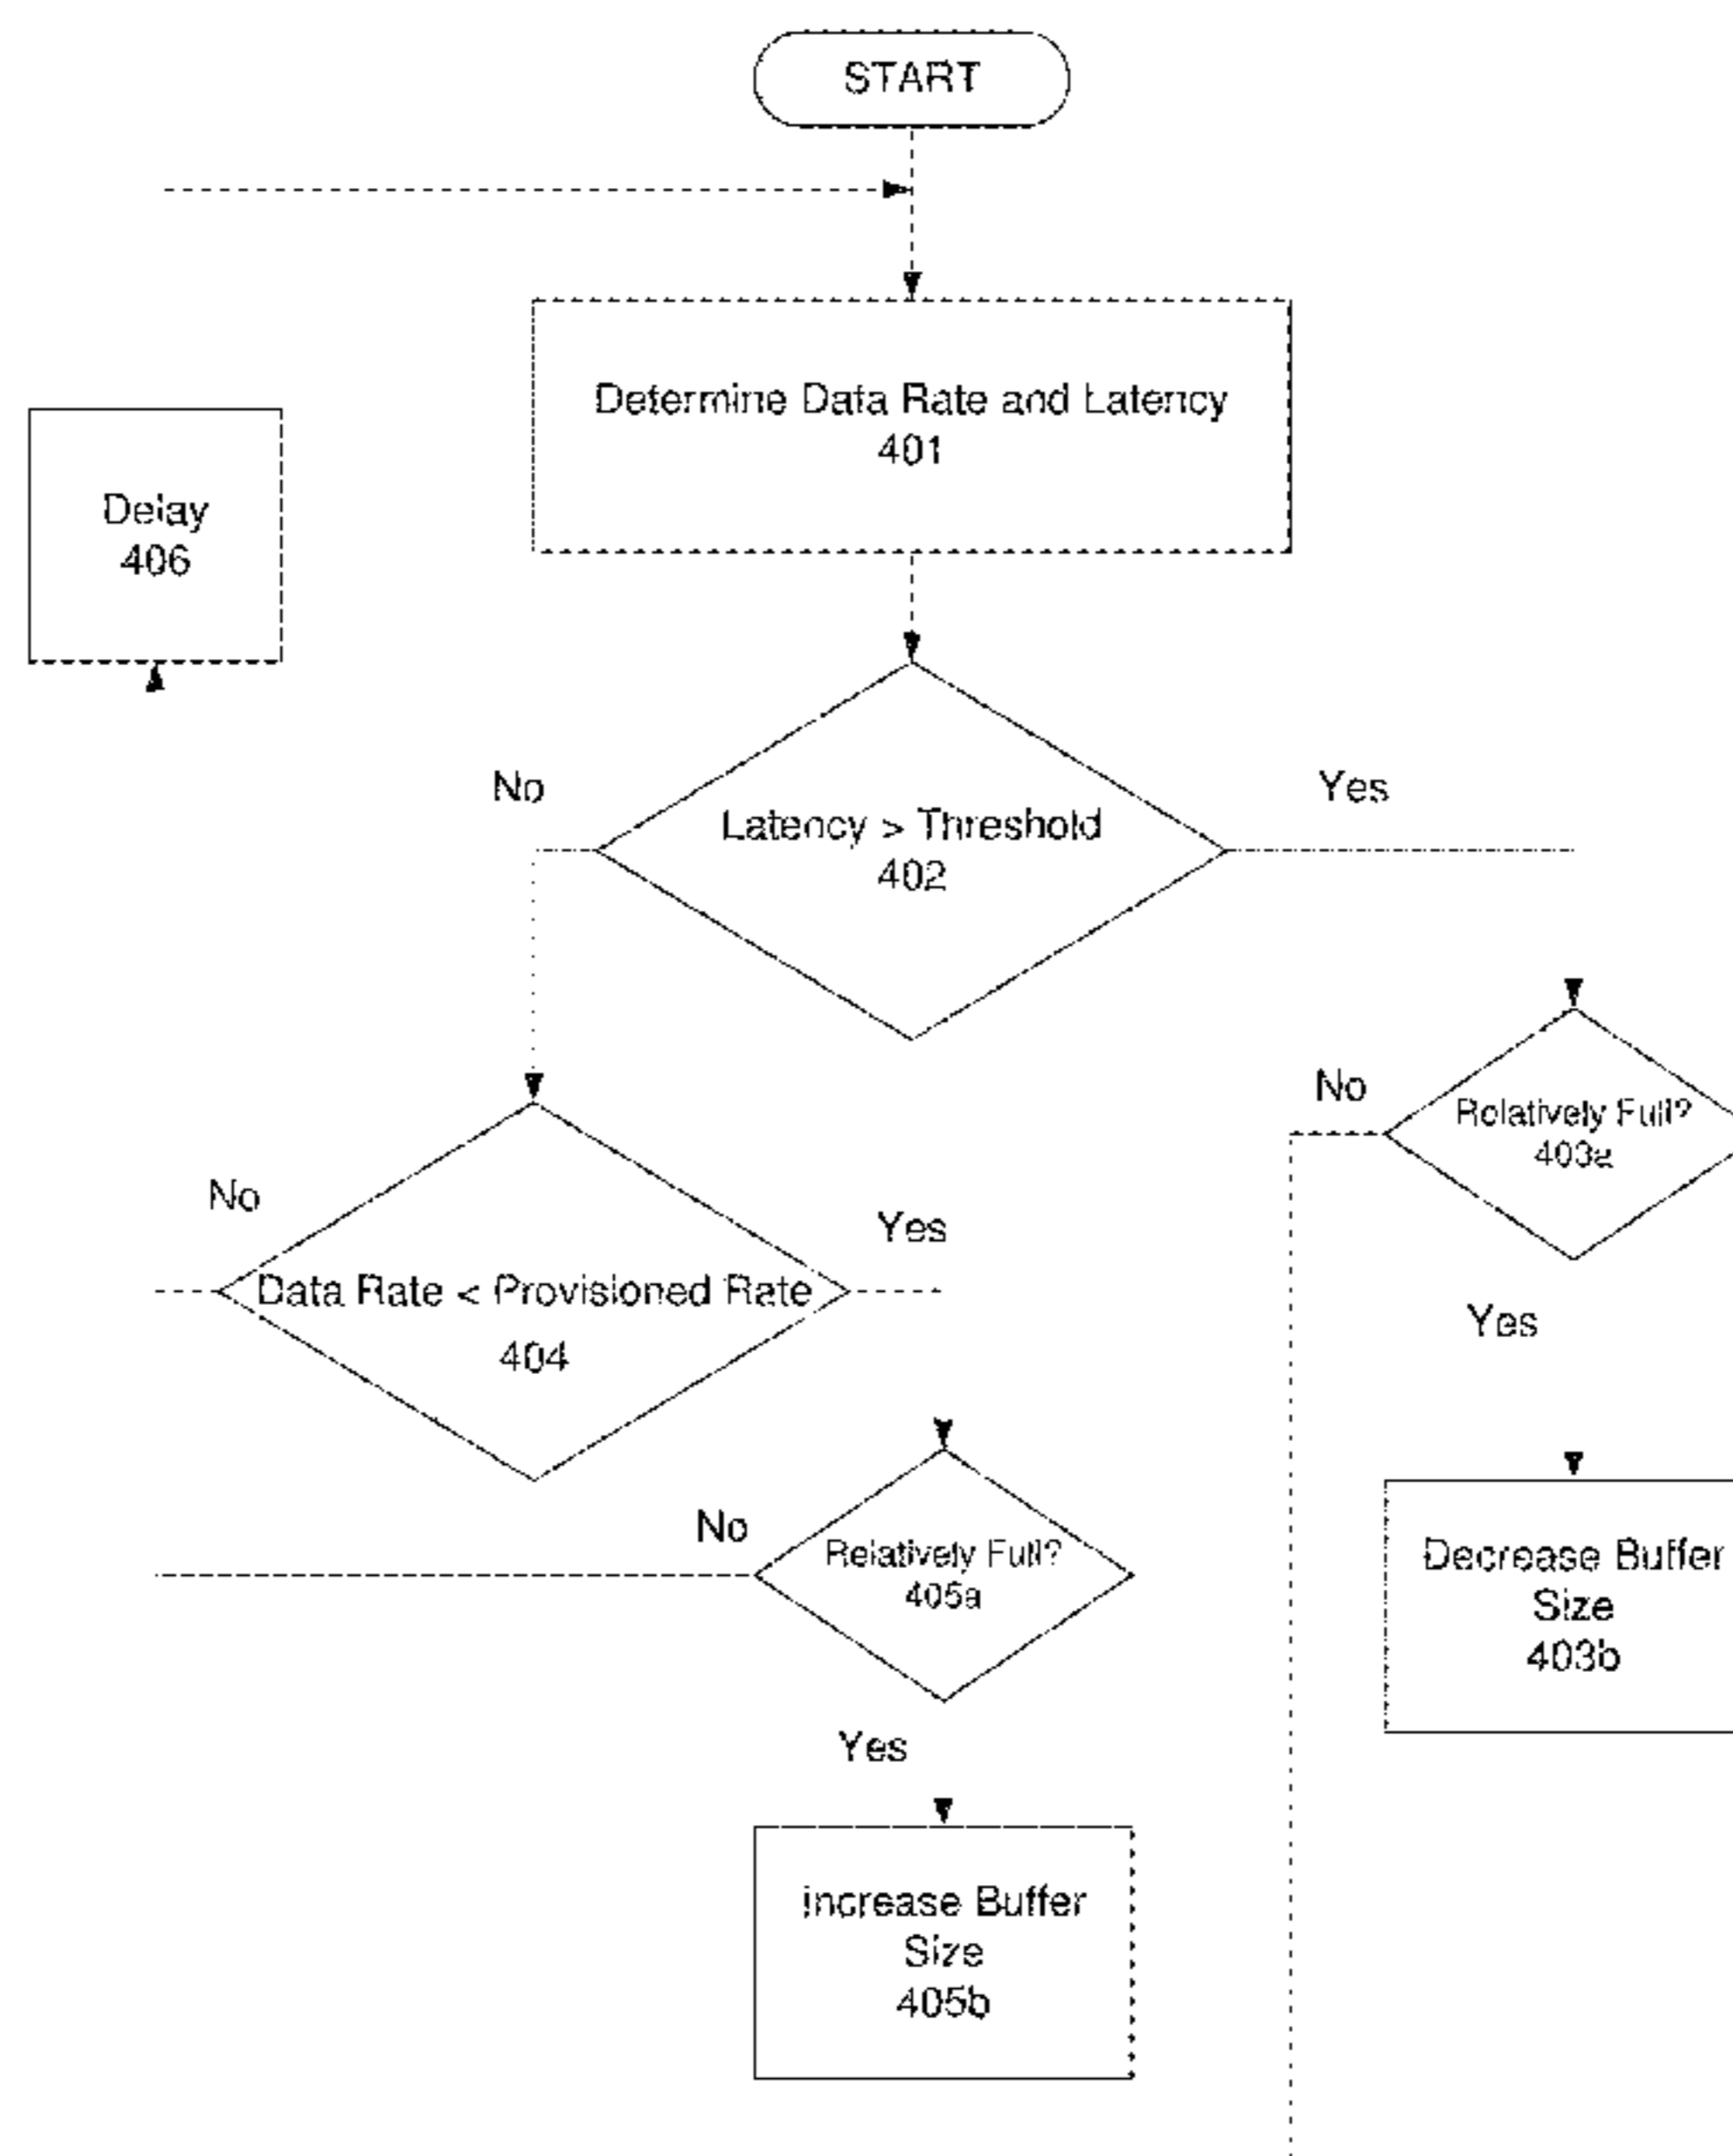 START
Determine Data Rate and Latency
401
Delay
406
No
Yes
Latency > Threshold
402
No
Relatively Full?
403a
No
Yes
Data Rate < Provisioned Rate
404
Yes
No
Relatively Full?
405a
Decrease Buffer
Size
403b
Yes
Increase Buffer
Size
405b